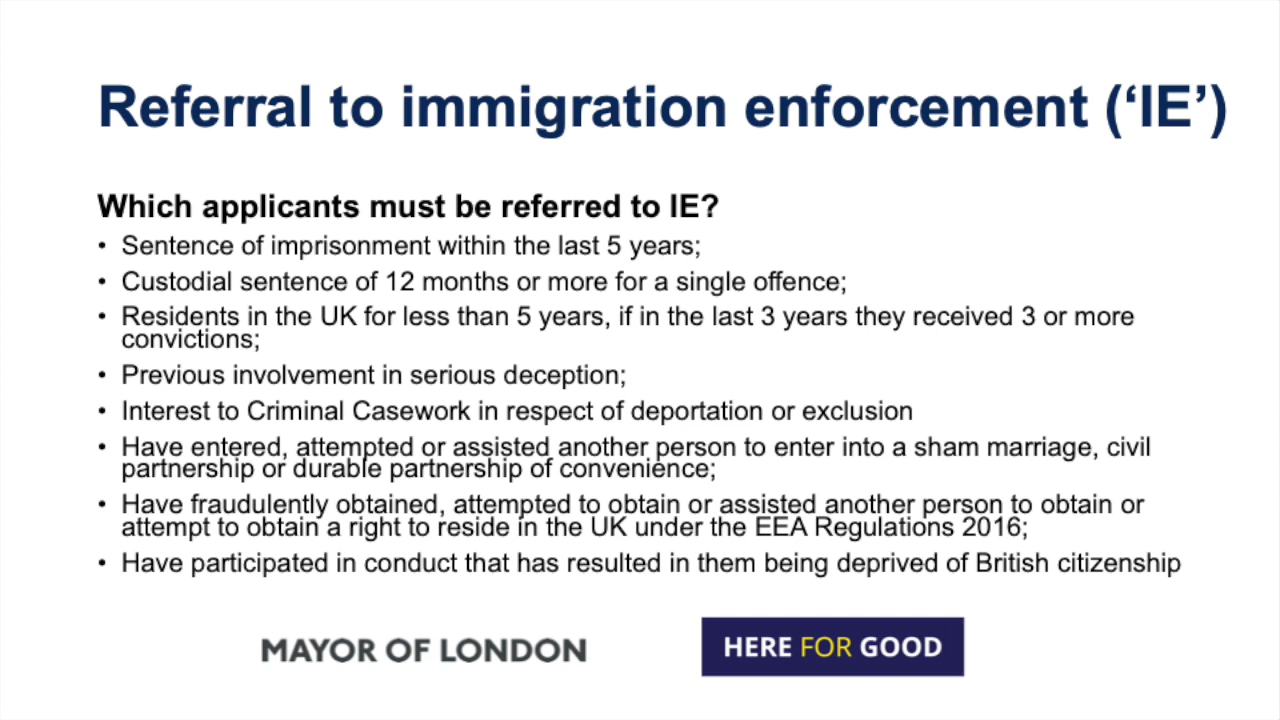 Referral to immigration enforcement (‘IE’)
Which applicants must be referred to IE?
• Sentence of imprisonment within the last 5 years;
• Custodial sentence of 12 months or more for a single offence;
• Residents in the UK for less than 5 years, if in the last 3 years they received 3 or more
convictions;
• Previous involvement in serious deception;
• Interest to Criminal Casework in respect of deportation or exclusion
• Have entered, attempted or assisted another person to enter into a sham marriage, civil
partnership or durable partnership of convenience;
• Have fraudulently obtained, attempted to obtain or assisted another person to obtain or
attempt to obtain a right to reside in the UK under the EEA Regulations 2016;
• Have participated in conduct that has resulted in them being deprived of British citizenship
MAYOR OF LONDON
HERE FOR GOOD